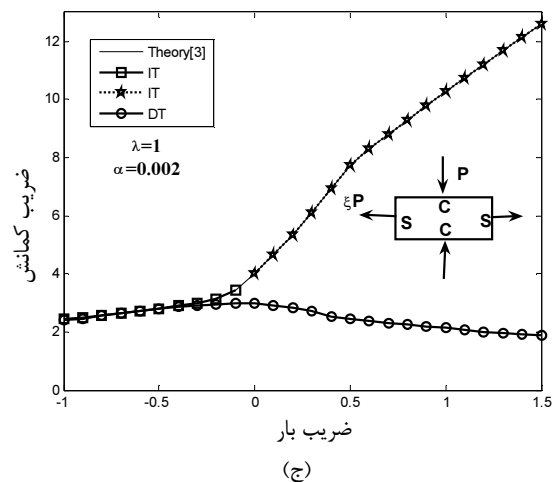 12
10
8
6
4
2
0
ضریب کمانش
Theory[3]
IT
IT
DT
λ=1
α=0.002
P
ξP
C
S
S
C
-1
-0.5
0
0.5
1
1.5
ضریب بار
(ج)